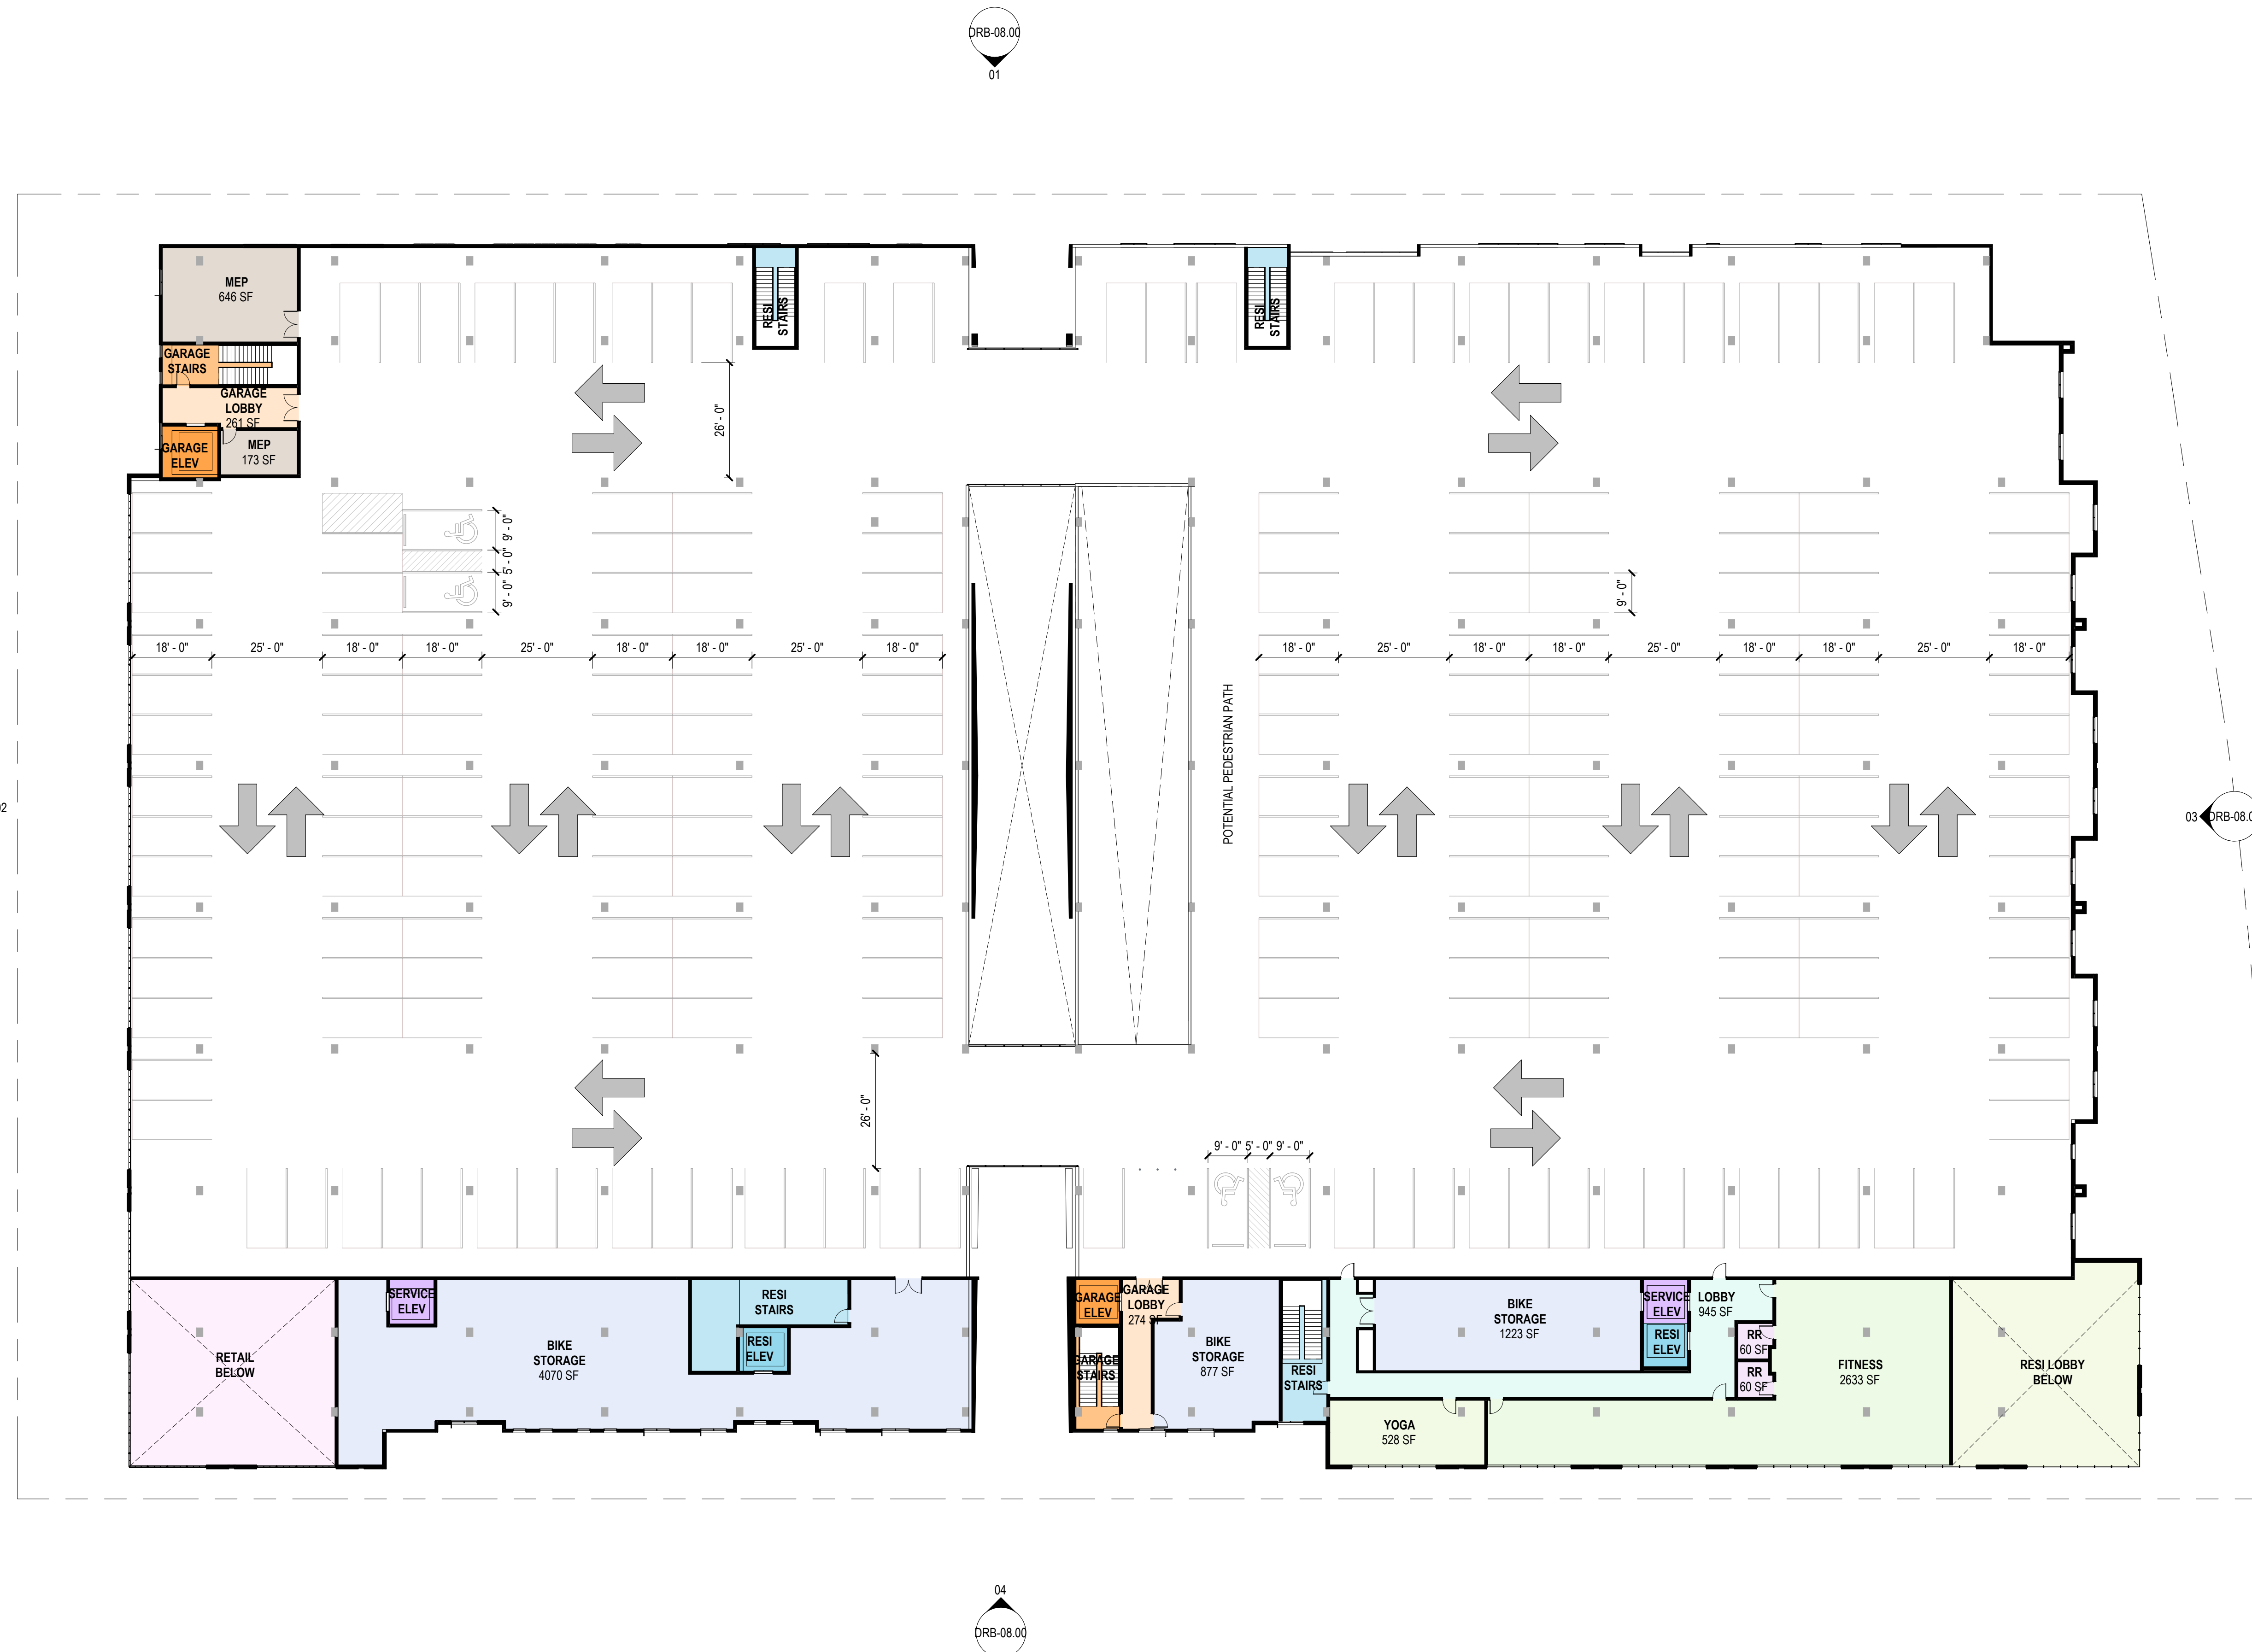 DRB-08.00
01
MEP
646 SF
RESI
STAIRS
RESI
STAIRS
GARAGE
STAIRS
GARAGE
LOBBY
261 SF
GARAGE
ELEV
MEP
173 SF
26' - 0"
9' - 0"
5' - 0"
9' - 0"
9' - 0"
18' - 0"
25' - 0"
18' - 0"
18' - 0"
25' - 0"
18' - 0"
18' - 0"
25' - 0"
18' - 0"
18' - 0"
25' - 0"
18' - 0"
18' - 0"
25' - 0"
18' - 0"
18' - 0"
25' - 0"
18' - 0"
POTENTIAL PEDESTRIAN PATH
02
03
DRB-08.0
26' - 0"
9' - 0"
5' - 0"
9' - 0"
SERVICE
ELEV
RESI
STAIRS
RESI
ELEV
BIKE
STORAGE
4070 SF
RETAIL
BELOW
GARAGE
ELEV
GARAGE
LOBBY
274 SF
GARAGE
STAIRS
BIKE
STORAGE
877 SF
RESI
STAIRS
BIKE
STORAGE
1223 SF
SERVICE
ELEV
RESI
ELEV
LOBBY
945 SF
RR
60 SF
RR
60 SF
FITNESS
2633 SF
RESI LOBBY
BELOW
YOGA
528 SF
04
DRB-08.00